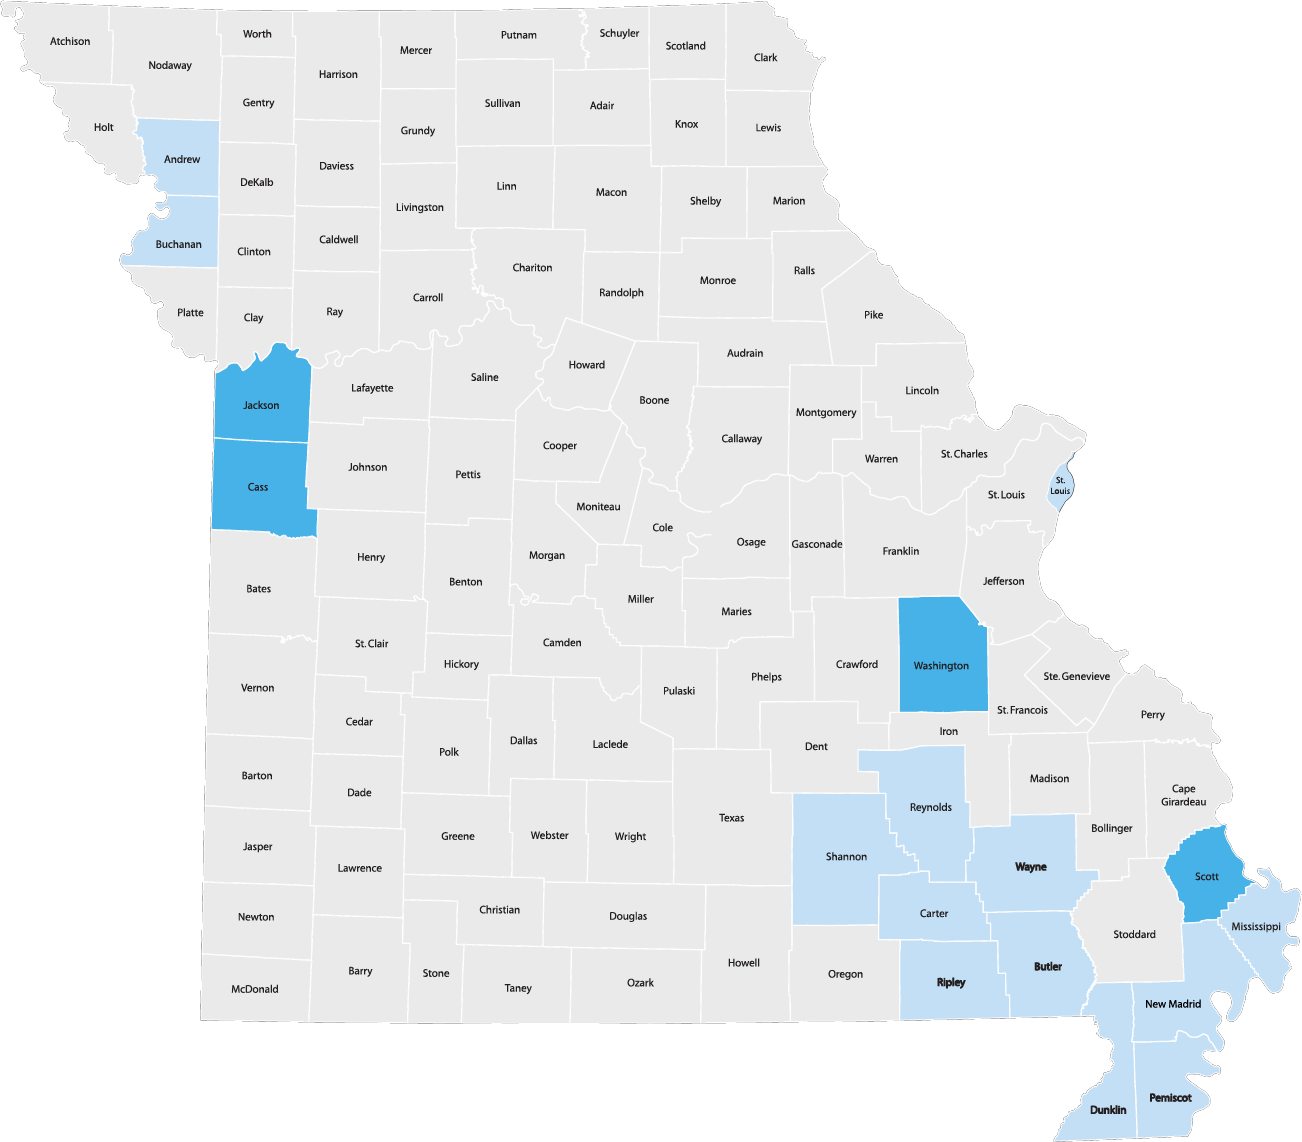 Atchison
Nodaway
Worth
Harrison
Mercer
Putnam
Schuyler
Scotland
Clark
Holt
Gentry
Sullivan
Adair
Knox
Lewis
Andrew
DeKalb
Daviess
Grundy
Linn
Macon
Shelby
Marion
Livingston
Buchanan
Clinton
Caldwell
Chariton
Monroe
Ralls
Platte
Clay
Ray
Carroll
Randolph
Pike
Audrain
Jackson
Lafayette
Saline
Howard
Boone
Lincoln
Montgomery
Callaway
Cooper
Warren
St. Charles
Cass
Johnson
Pettis
Moniteau
Cole
St. Louis
St.
Louis
Henry
Morgan
Osage
Gasconade
Franklin
Bates
Benton
Miller
Maries
Jefferson
St. Clair
Hickory
Camden
Pulaski
Phelps
Crawford
Washington
Ste. Genevieve
Vernon
Cedar
Polk
Dallas
Laclede
Dent
Iron
St. Francois
Perry
Barton
Dade
Texas
Reynolds
Madison
Cape
Girardeau
Jasper
Greene
Webster
Wright
Bollinger
Lawrence
Shannon
Wayne
Scott
Newton
Christian
Douglas
Carter
Stoddard
Mississippi
McDonald
Barry
Stone
Taney
Ozark
Howell
Oregon
Ripley
Butler
New Madrid
Dunklin
Pemiscot